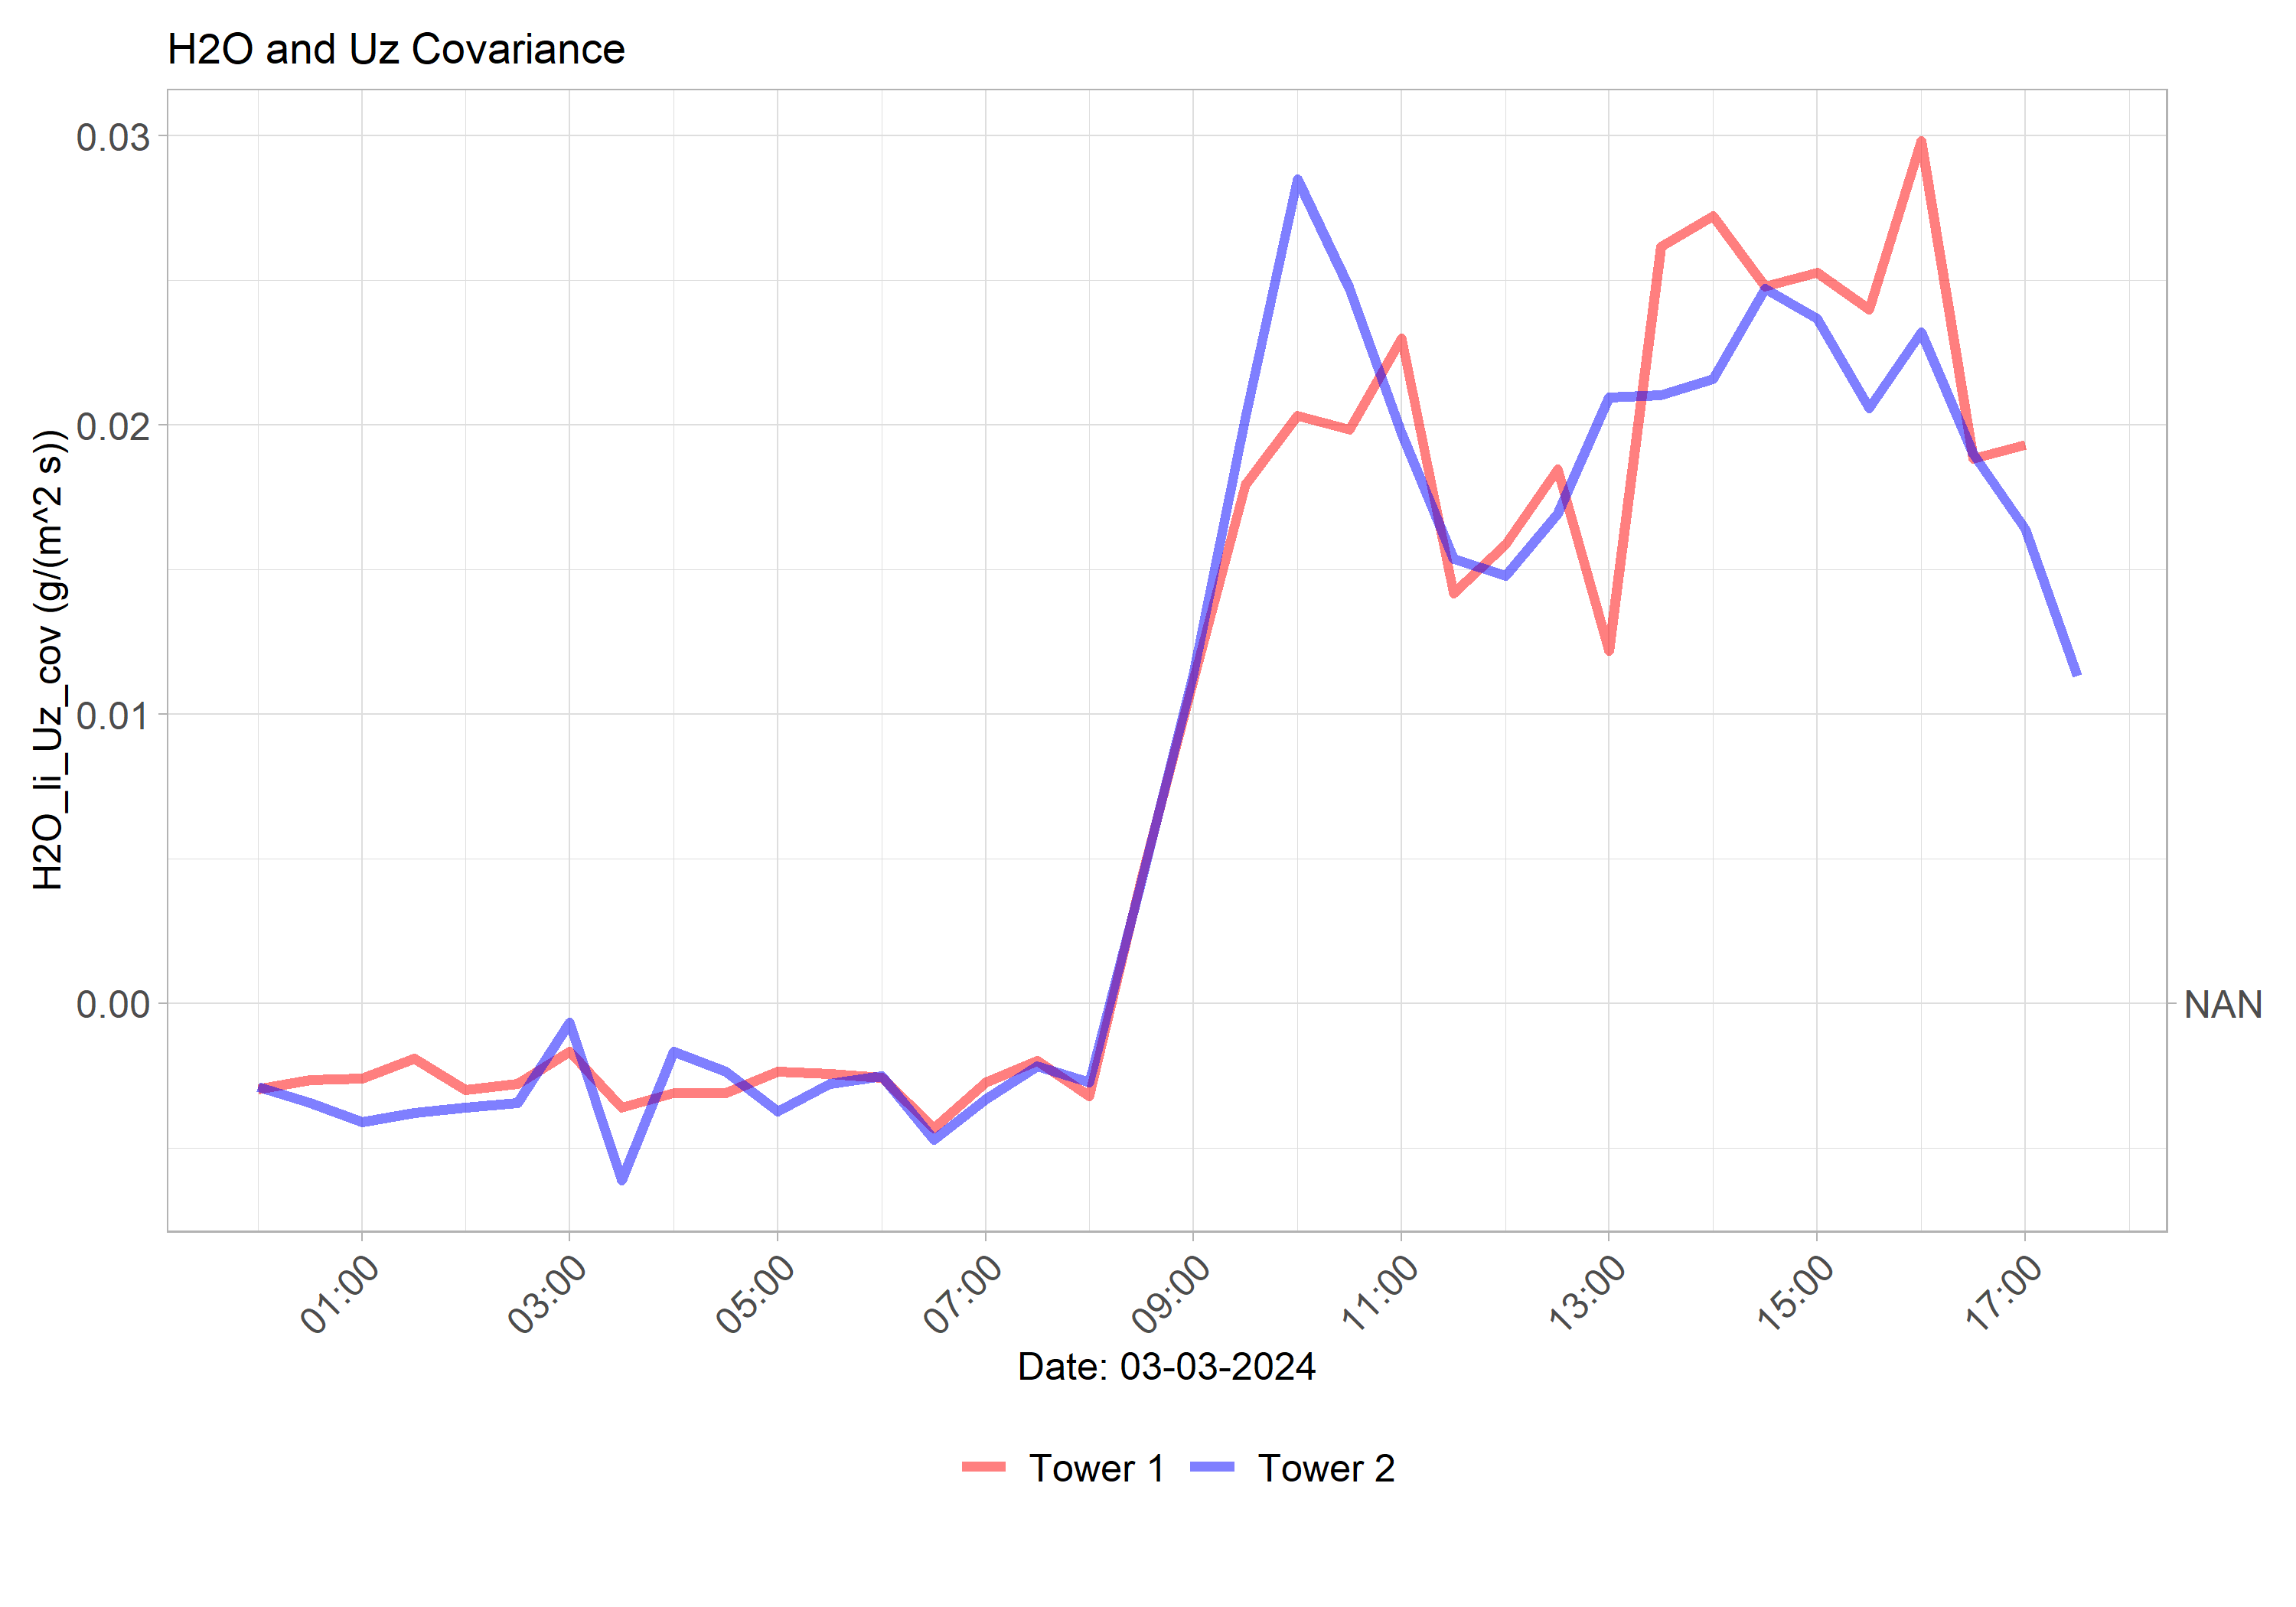 H2O and Uz Covariance
H2O_li_Uz_cov (g/(m^2 s))
0.03
0.02
0.01
0.00
NAN
01:00
03:00
05:00
07:00
09:00
11:00
13:00
15:00
17:00
Date: 03-03-2024
Tower 1
Tower 2